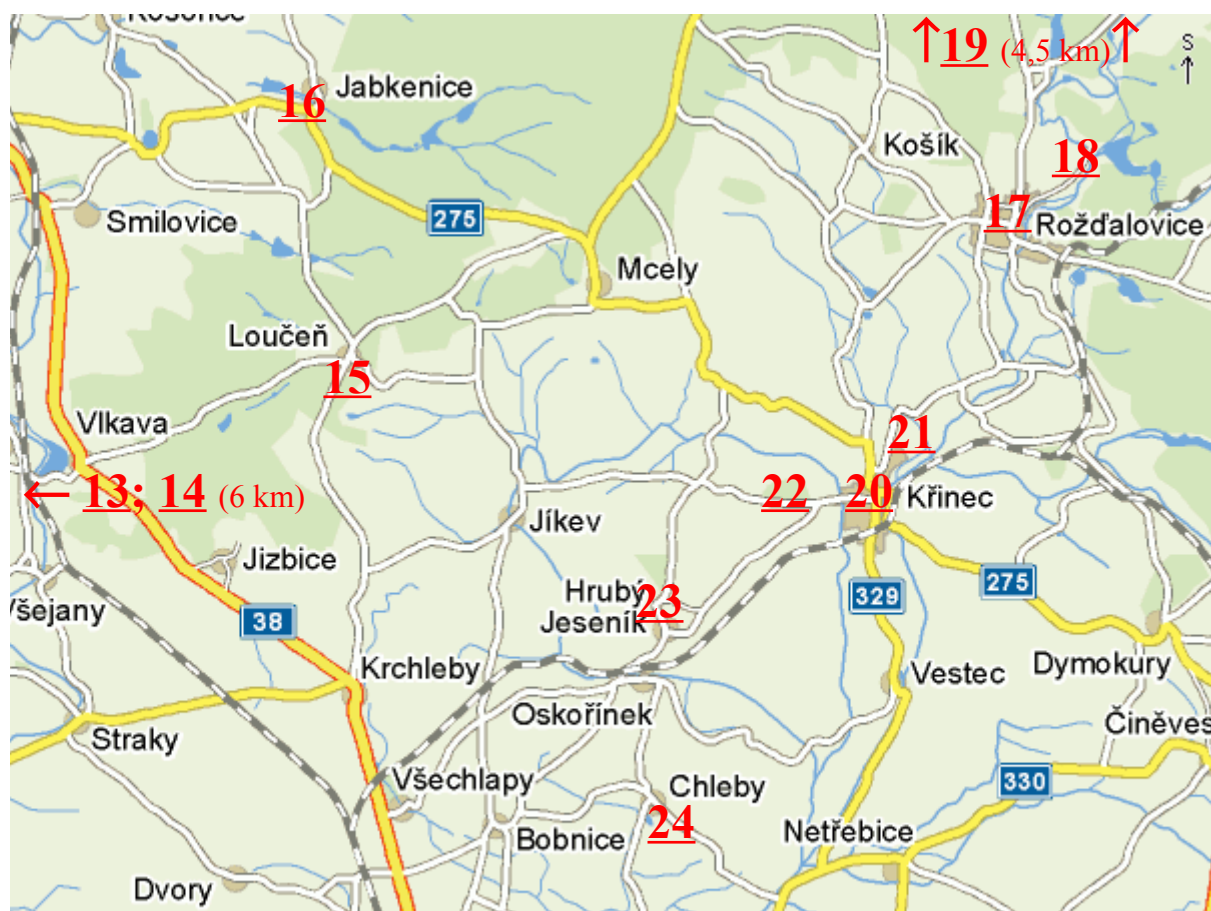 Kosořice
↑19 (4,5 km)↑
S
↑
16
Jabkenice
Košík
18
Smilovice
275
17
Rožďalovice
Mcely
Loučeň
15
Vlkava
21
← 13; 14 (6 km)
22
20
Křinec
Jíkev
Jizbice
275
Všejany
Hrubý
Jeseník
23
329
38
Krchleby
Vestec
Dymokury
Oskořínek
Činěves
Straky
Všechlapy
Chleby
330
24
Bobnice
Netřebice
Dvory